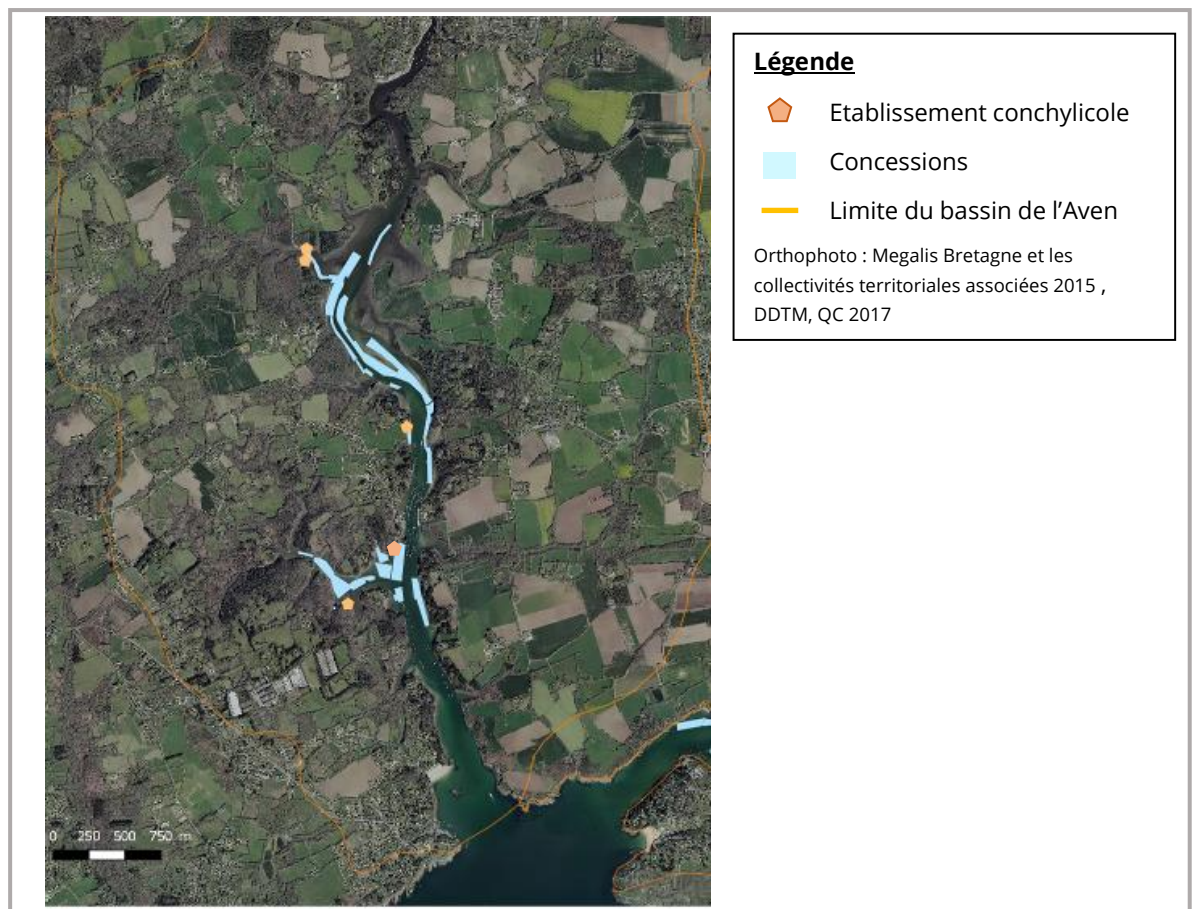 Légende
Etablissement conchylicole
Concessions
Limite du bassin de l'Aven
Orthophoto : Megalis Bretagne et les
collectivités territoriales associées 2015 ,
DDTM, QC 2017
0 250 500 750 m